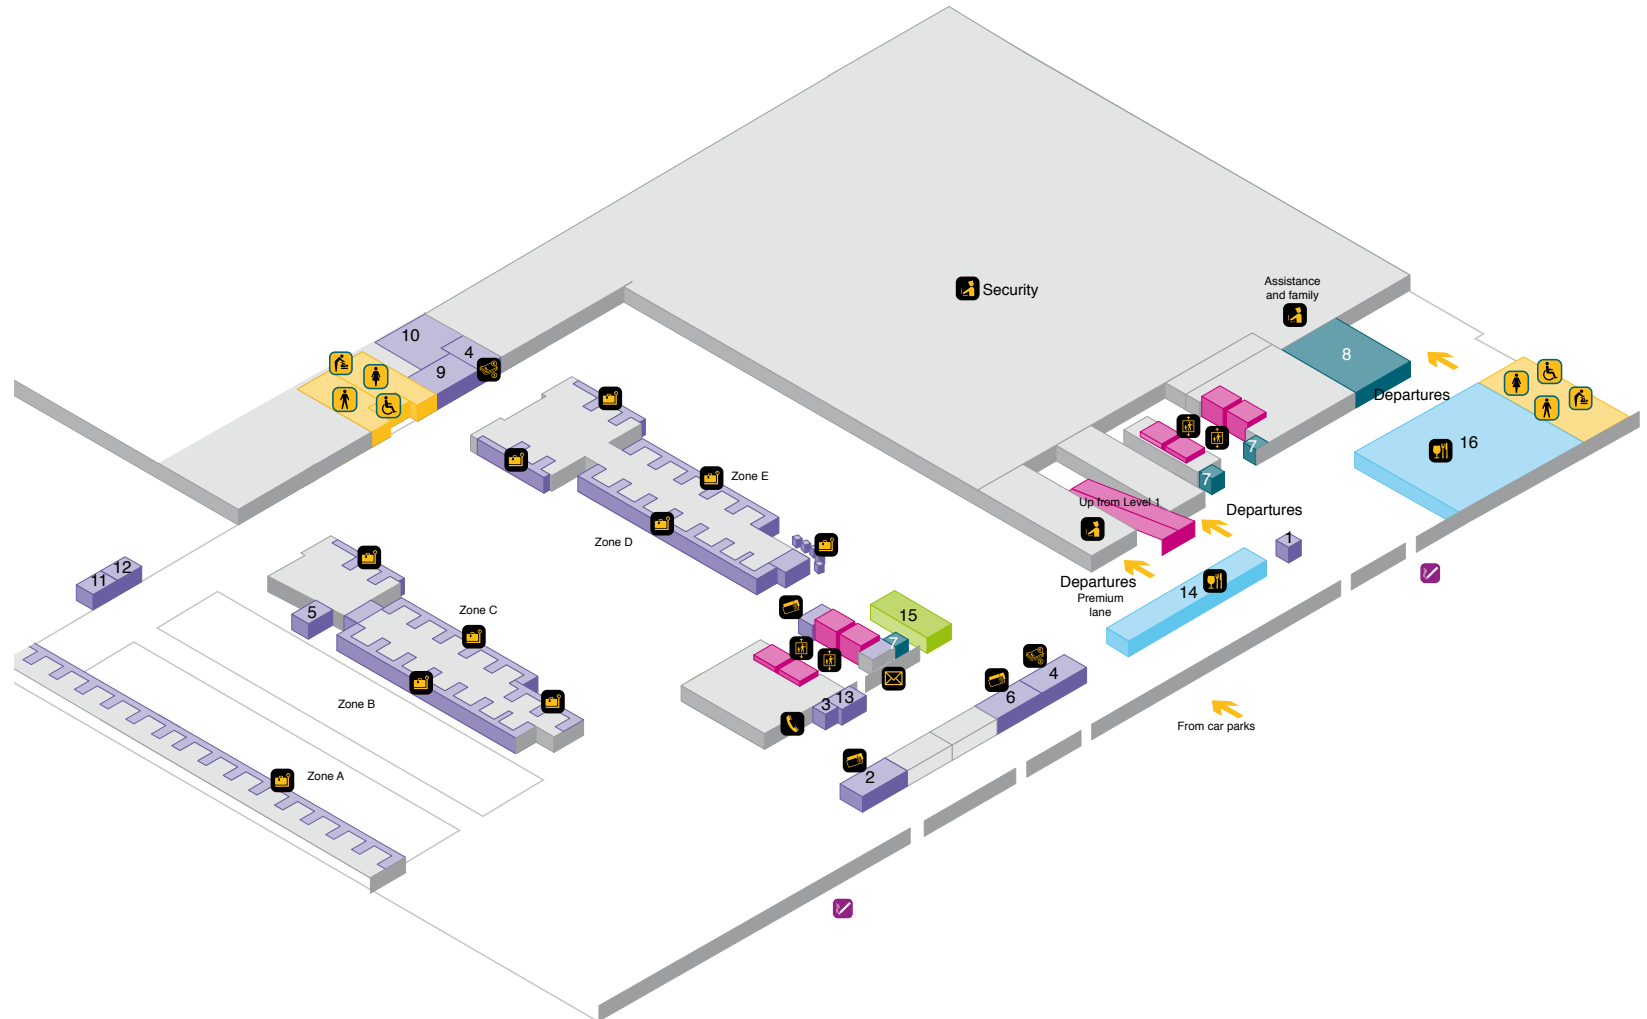 Security
Assistance
and family
10
4
9
8
Departures
16
7
7
Zone E
Up from Level 1
Departures
Zone D
1
Departures
Premium
lane
14
11
12
5
Zone C
15
7
Zone B
3
13
6
4
From car parks
Zone A
2